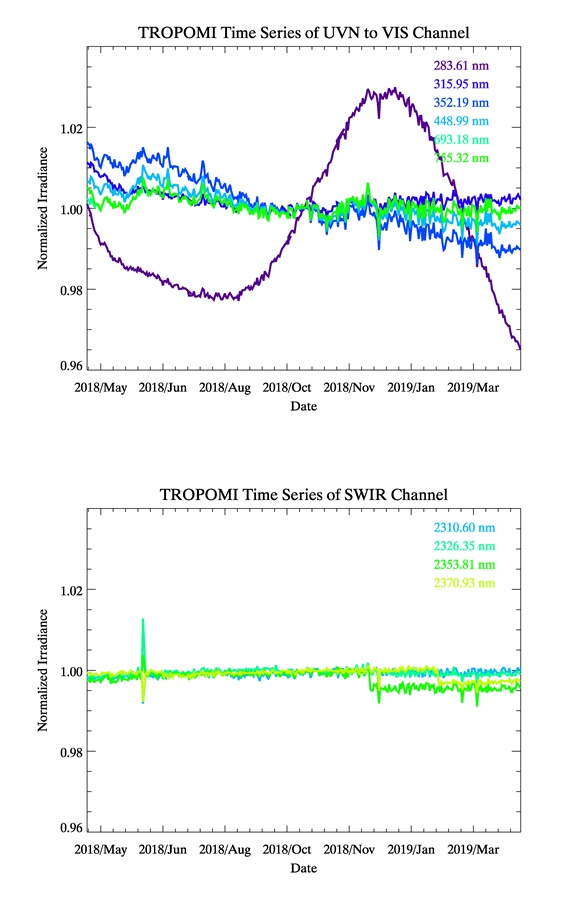 TROPOMI Time Series of UVN to VIS Channel
283.61 nm
315.95 nm
352.19 nm
448.99 nm
693.18 nm
755.32 nm
1.02
1.00
0.98
0.96
Normalized Irradiance
2018/May 2018/Jun 2018/Aug 2018/Oct 2018/Nov 2019/Jan 2019/Mar
Date
TROPOMI Time Series of SWIR Channel
2310.60 nm
2326.35 nm
2353.81 nm
2370.93 nm
1.02
1.00
0.98
0.96
Normalized Irradiance
2018/May 2018/Jun 2018/Aug 2018/Oct 2018/Nov 2019/Jan 2019/Mar
Date